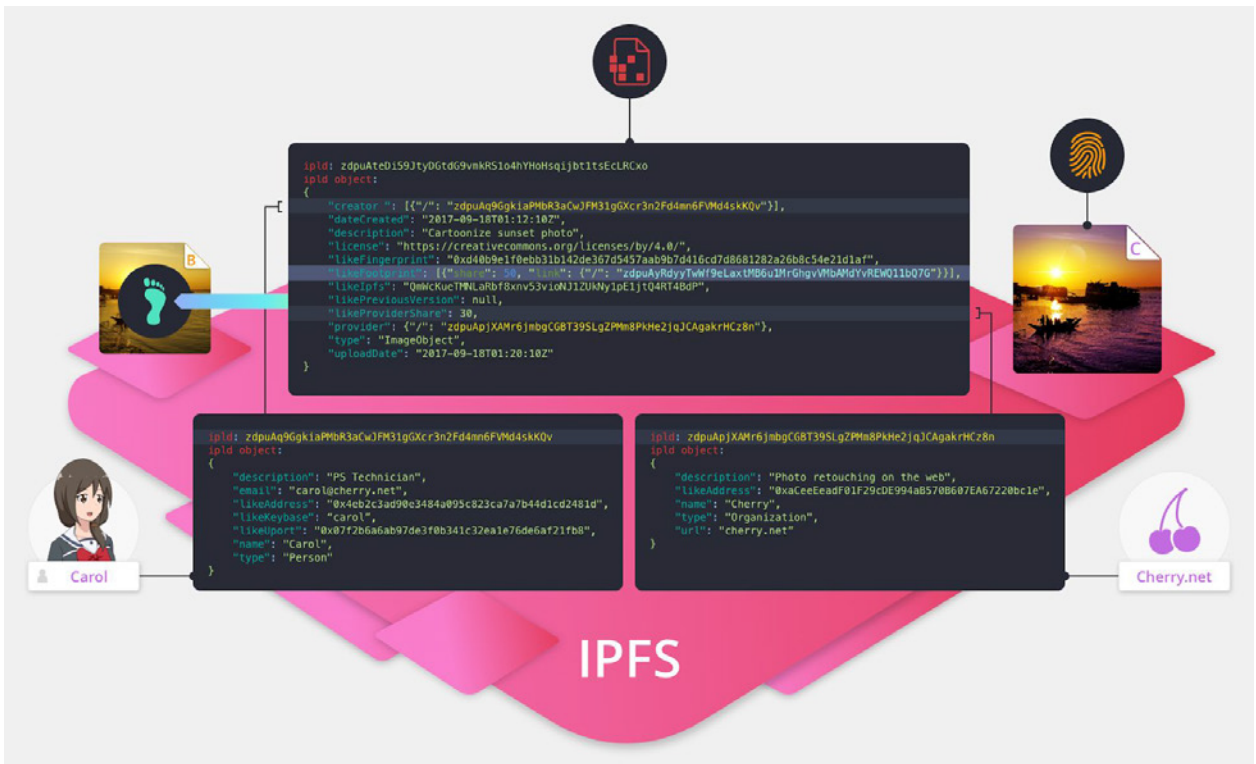 ipld: zdpuAteDi59JtyDGtdG9vmkRS1o4hYHoHsqijbt1tsEcLRCxo
ipld object:
{
"creator ": [{"/": "zdpuAq9GgkiaPMbR3aCwJFM31gGXcr3n2Fd4mn6FVMd4skKQv"}],
"dateCreated": "2017-09-18T01:12:10Z",
"description": "Cartoonize sunset photo",
"license": "https://creativecommons.org/licenses/by/4.0/",
"likeFingerprint": "0xd40b9e1f0ebb31b142de367d5457aab9b7d416cd7d8681282a26b8c54e21d1af",
"likeFootprint": [{"share": 50, "link": {"/": "zdpuAyRdyyTwWf9eLaxtMB6u1MrGhgvVMbAMdYvREWQ11bQ7G"}}],
"likeIpfs": "QmWcKueTMNLaRbf8xnv53vioNJ1ZUkNy1pE1jtQ4RT4BdP",
"likePreviousVersion": null,
"likeProviderShare": 30,
"provider": {"/": "zdpuApjXAMr6jmbgCGBT39SLgZPMm8PkHe2jqJCAgakrHCz8n"},
"type": "ImageObject",
"uploadDate": "2017-09-18T01:20:10Z"
}
B
C
ipld: zdpuAq9GgkiaPMbR3aCwJFM31gGXcr3n2Fd4mn6FVMd4skKQv
ipld object:
{
"description": "PS Technician",
"email": "carol@cherry.net",
"likeAddress": "0x4eb2c3ad90e3484a095c823ca7a7b44d1cd2481d",
"likeKeybase": "carol",
"likeUport": "0x07f2b6a6ab97de3f0b341c32ea1e76de6af21fb8",
"name": "Carol",
"type": "Person"
}
Carol
ipld: zdpuApjXAMr6jmbgCGBT39SLgZPMm8PkHe2jqJCAgakrHCz8n
ipld object:
{
"description": "Photo retouching on the web",
"likeAddress": "0xaCeeEeadF01F29cDE994aB570B607EA67220bc1e",
"name": "Cherry",
"type": "Organization",
"url": "cherry.net"
}
Cherry.net
IPFS